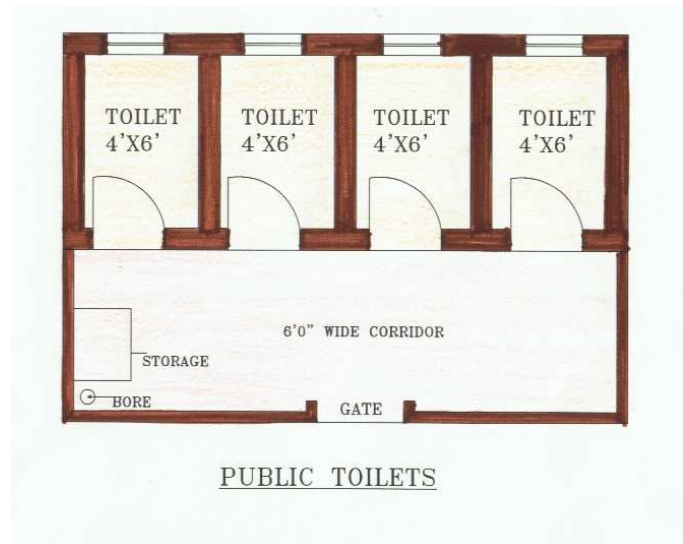 TOILET
4'X6'
TOILET
4'X6'
TOILET
4'X6'
TOILET
4'X6'
6'0" WIDE CORRIDOR
STORAGE
BORE
GATE
PUBLIC TOILETS